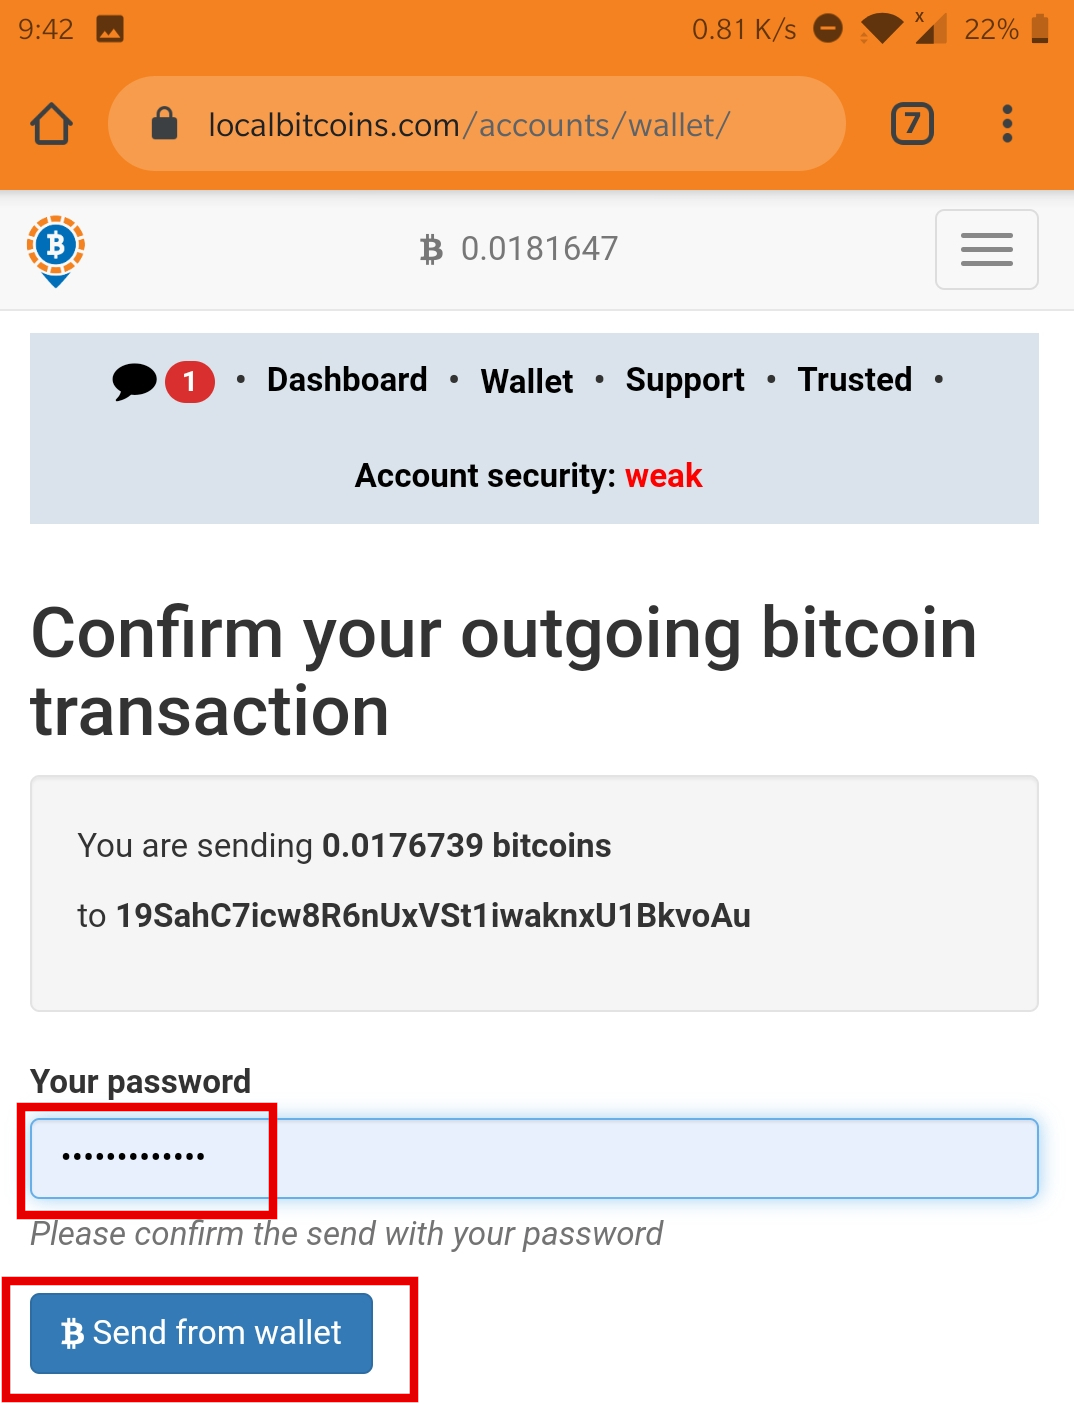 9:42 0.81 K/s x 22%
localbitcoins.com/accounts/wallet/ 7
₿ 0.0181647
1 • Dashboard • Wallet • Support • Trusted •
Account security: weak
Confirm your outgoing bitcoin
transaction
You are sending 0.0176739 bitcoins
to 19SahC7icw8R6nUxVSt1iwaknxU1BkvoAu
Your password
•••••••••••••
Please confirm the send with your password
₿ Send from wallet